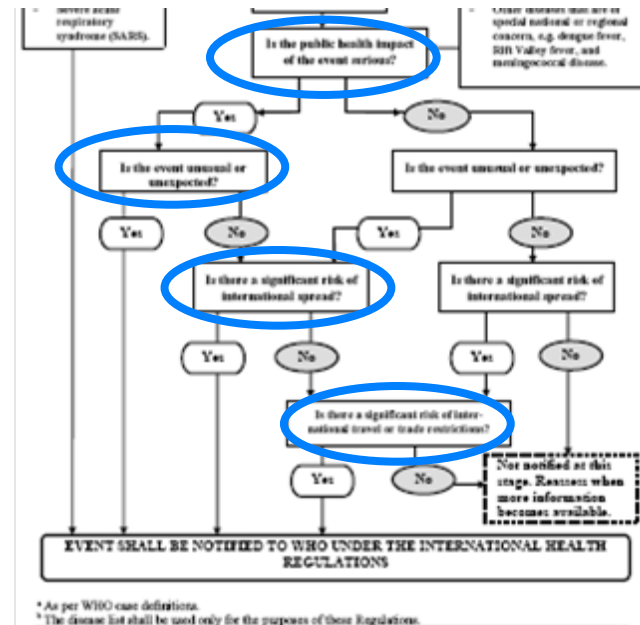 Severe acute
respiratory
syndrome (SARS).
Other diseases that are of
special national or regional
concern, e.g. dengue fever,
Rift Valley fever, and
meningococcal disease.
Is the public health impact
of the event serious?
Yes
No
Is the event unusual or
unexpected?
Is the event unusual or unexpected?
Yes
No
Yes
No
Is there a significant risk of
international spread?
Is there a significant risk of
international spread?
Yes
No
Yes
No
Is there a significant risk of inter-
national travel or trade restrictions?
Yes
No
Not notified at this
stage. Reassess when
more information
becomes available.
EVENT SHALL BE NOTIFIED TO WHO UNDER THE INTERNATIONAL HEALTH
REGULATIONS
a As per WHO case definitions.
b The disease list shall be used only for the purposes of these Regulations.